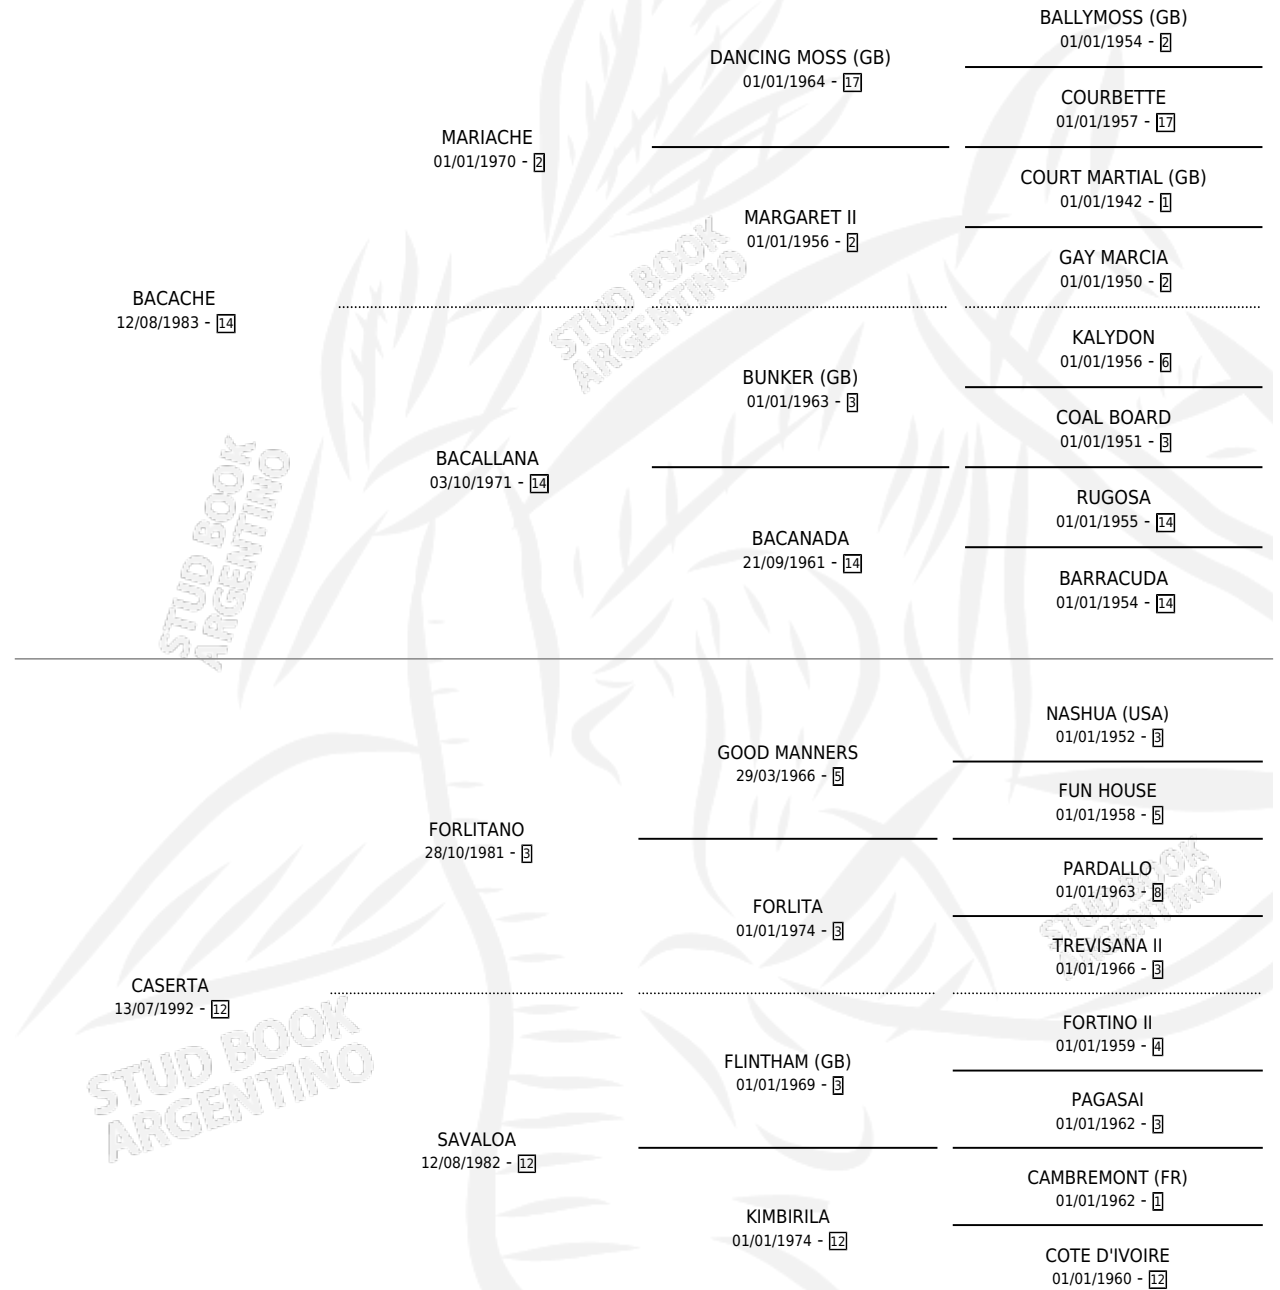 BALLYMOSS (GB)
01/01/1954 - 2
DANCING MOSS (GB)
01/01/1964 - 17
COURBETTE
01/01/1957 - 17
MARIACHE
01/01/1970 - 2
COURT MARTIAL (GB)
01/01/1942 - 1
MARGARET II
01/01/1956 - 2
GAY MARCIA
01/01/1950 - 2
BACACHE
12/08/1983 - 14
STUD BOOK
ARGENTINO
KALYDON
01/01/1956 - 6
BUNKER (GB)
01/01/1963 - 3
COAL BOARD
01/01/1951 - 3
BACALLANA
03/10/1971 - 14
RUGOSA
01/01/1955 - 14
BACANADA
21/09/1961 - 14
BARRACUDA
01/01/1954 - 14
STUD BOOK
ARGENTINO
NASHUA (USA)
01/01/1952 - 3
GOOD MANNERS
29/03/1966 - 5
FUN HOUSE
01/01/1958 - 5
FORLITANO
28/10/1981 - 3
PARDALLO
01/01/1963 - 8
FORLITA
01/01/1974 - 3
STUD BOOK
ARGENTINO
TREVISANA II
01/01/1966 - 3
CASERTA
13/07/1992 - 12
STUD BOOK
ARGENTINO
FORTINO II
01/01/1959 - 4
FLINTHAM (GB)
01/01/1969 - 3
PAGASAI
01/01/1962 - 3
SAVALOA
12/08/1982 - 12
CAMBREMONT (FR)
01/01/1962 - 1
KIMBIRILA
01/01/1974 - 12
COTE D'IVOIRE
01/01/1960 - 12